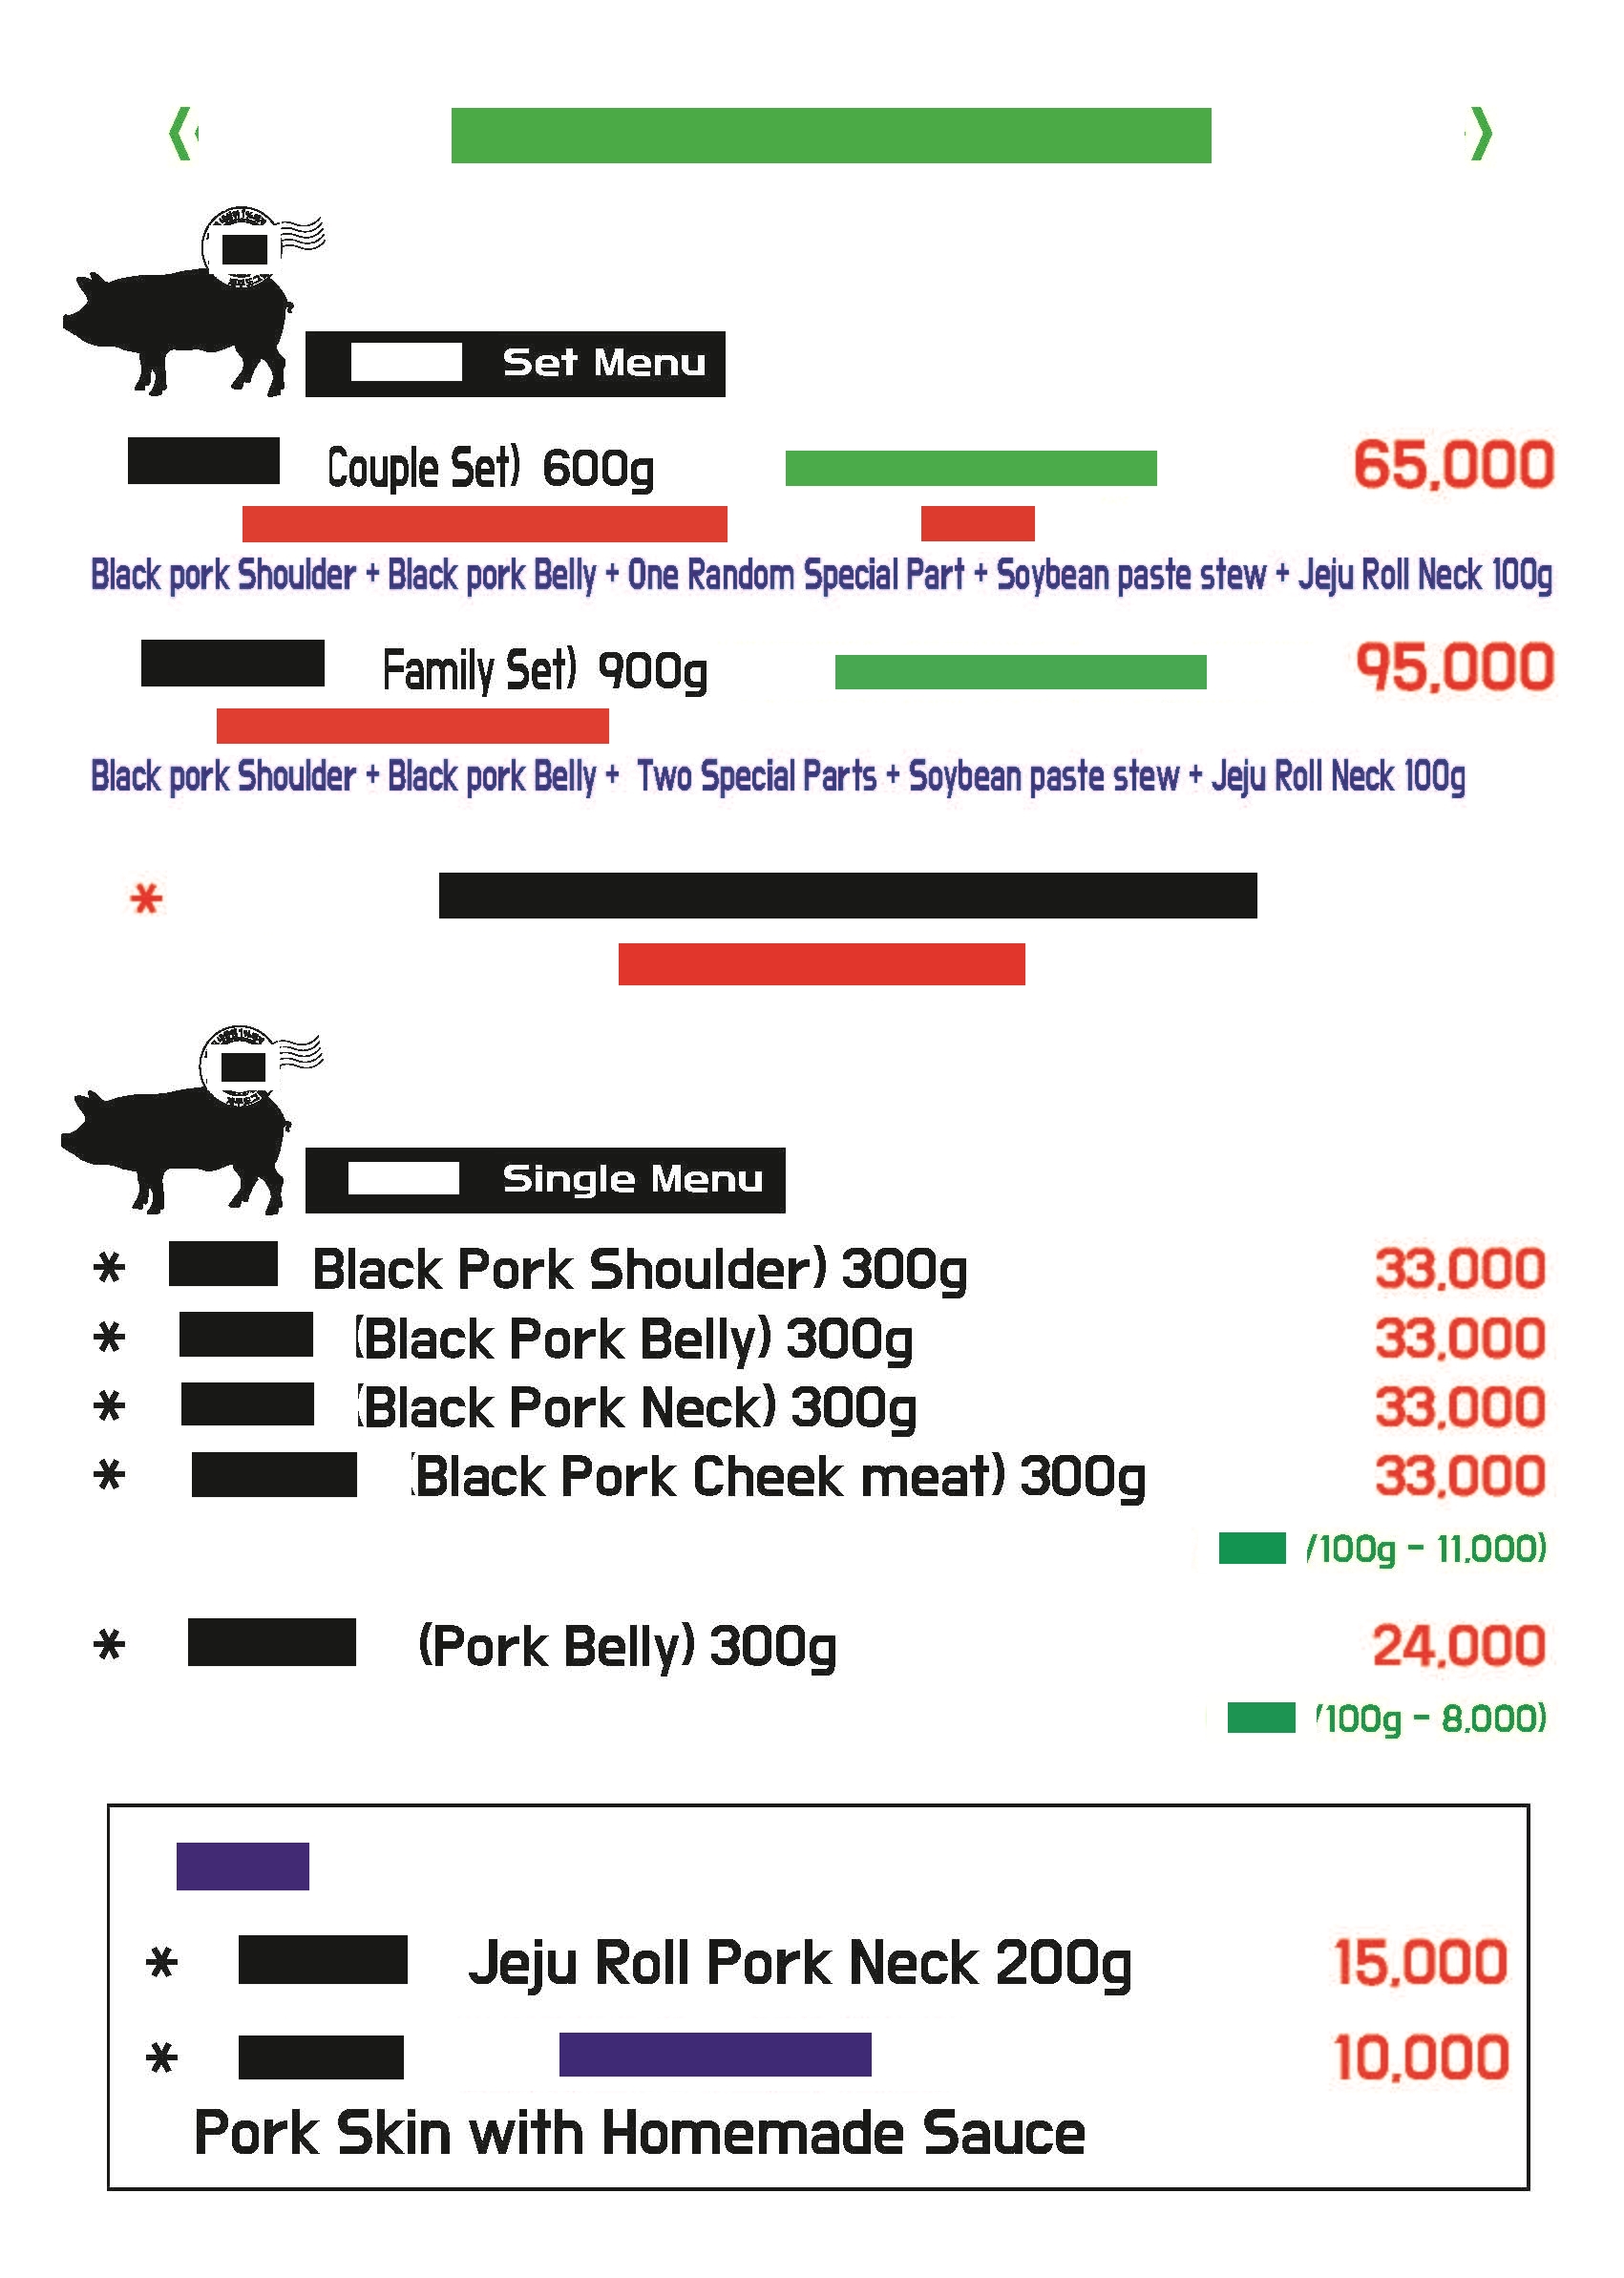 Set Menu
Couple Set) 600g 65,000
Black pork Shoulder + Black pork Belly + One Random Special Part + Soybean paste stew + Jeju Roll Neck 100g
Family Set) 900g 95,000
Black pork Shoulder + Black pork Belly + Two Special Parts + Soybean paste stew + Jeju Roll Neck 100g
*
Single Menu
* Black Pork Shoulder) 300g 33,000
* (Black Pork Belly) 300g 33,000
* (Black Pork Neck) 300g 33,000
* (Black Pork Cheek meat) 300g 33,000
/100g - 11,000)
* (Pork Belly) 300g 24,000
/100g - 8,000)
* Jeju Roll Pork Neck 200g 15,000
* 10,000
Pork Skin with Homemade Sauce